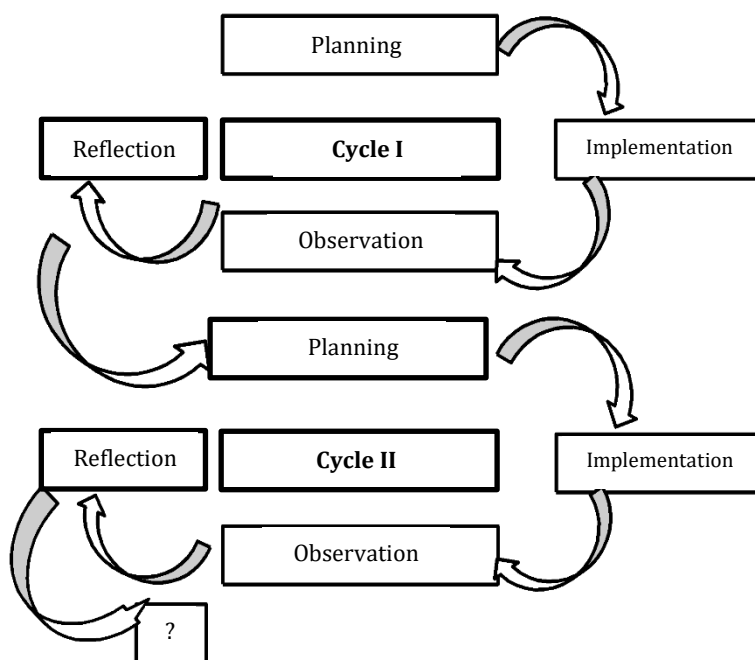 Planning
Reflection
Cycle I
Implementation
Observation
Planning
Reflection
Cycle II
Implementation
Observation
?